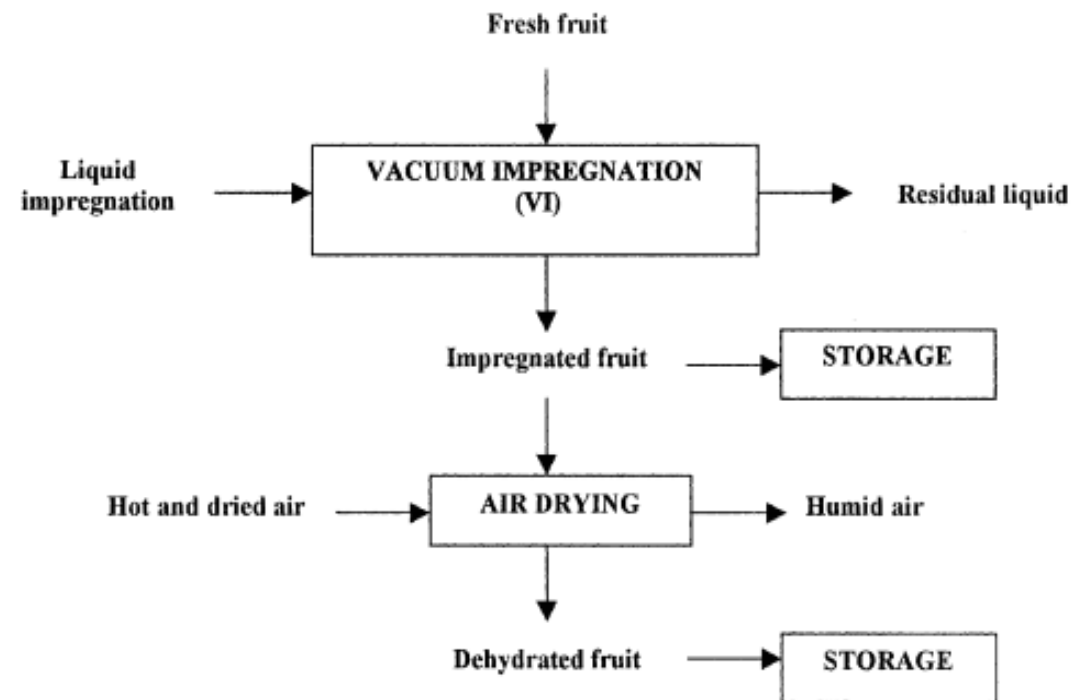 Fresh fruit
Liquid
impregnation
VACUUM IMPREGNATION
(VI)
Residual liquid
Impregnated fruit
STORAGE
Hot and dried air
AIR DRYING
Humid air
Dehydrated fruit
STORAGE